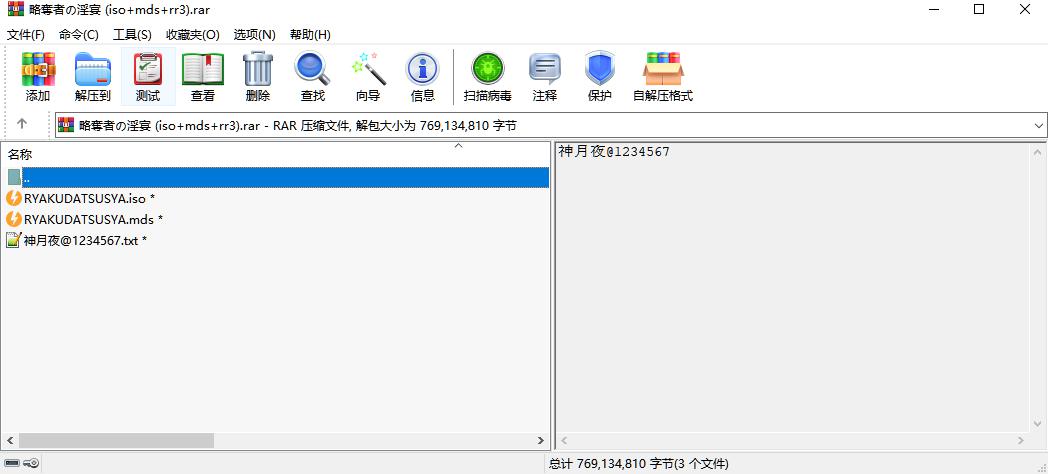 略奪者の淫宴 (iso+mds+rr3).rar
文件(F) 命令(C) 工具(S) 收藏夹(O) 选项(N) 帮助(H)
添加 解压到 测试 查看 删除 查找 向导 信息 扫描病毒 注释 保护 自解压格式
略奪者の淫宴 (iso+mds+rr3).rar - RAR 压缩文件, 解包大小为 769,134,810 字节
名称
..
RYAKUDATSUSYA.iso *
RYAKUDATSUSYA.mds *
神月夜@1234567.txt *
神月夜@1234567
总计 769,134,810 字节(3 个文件)